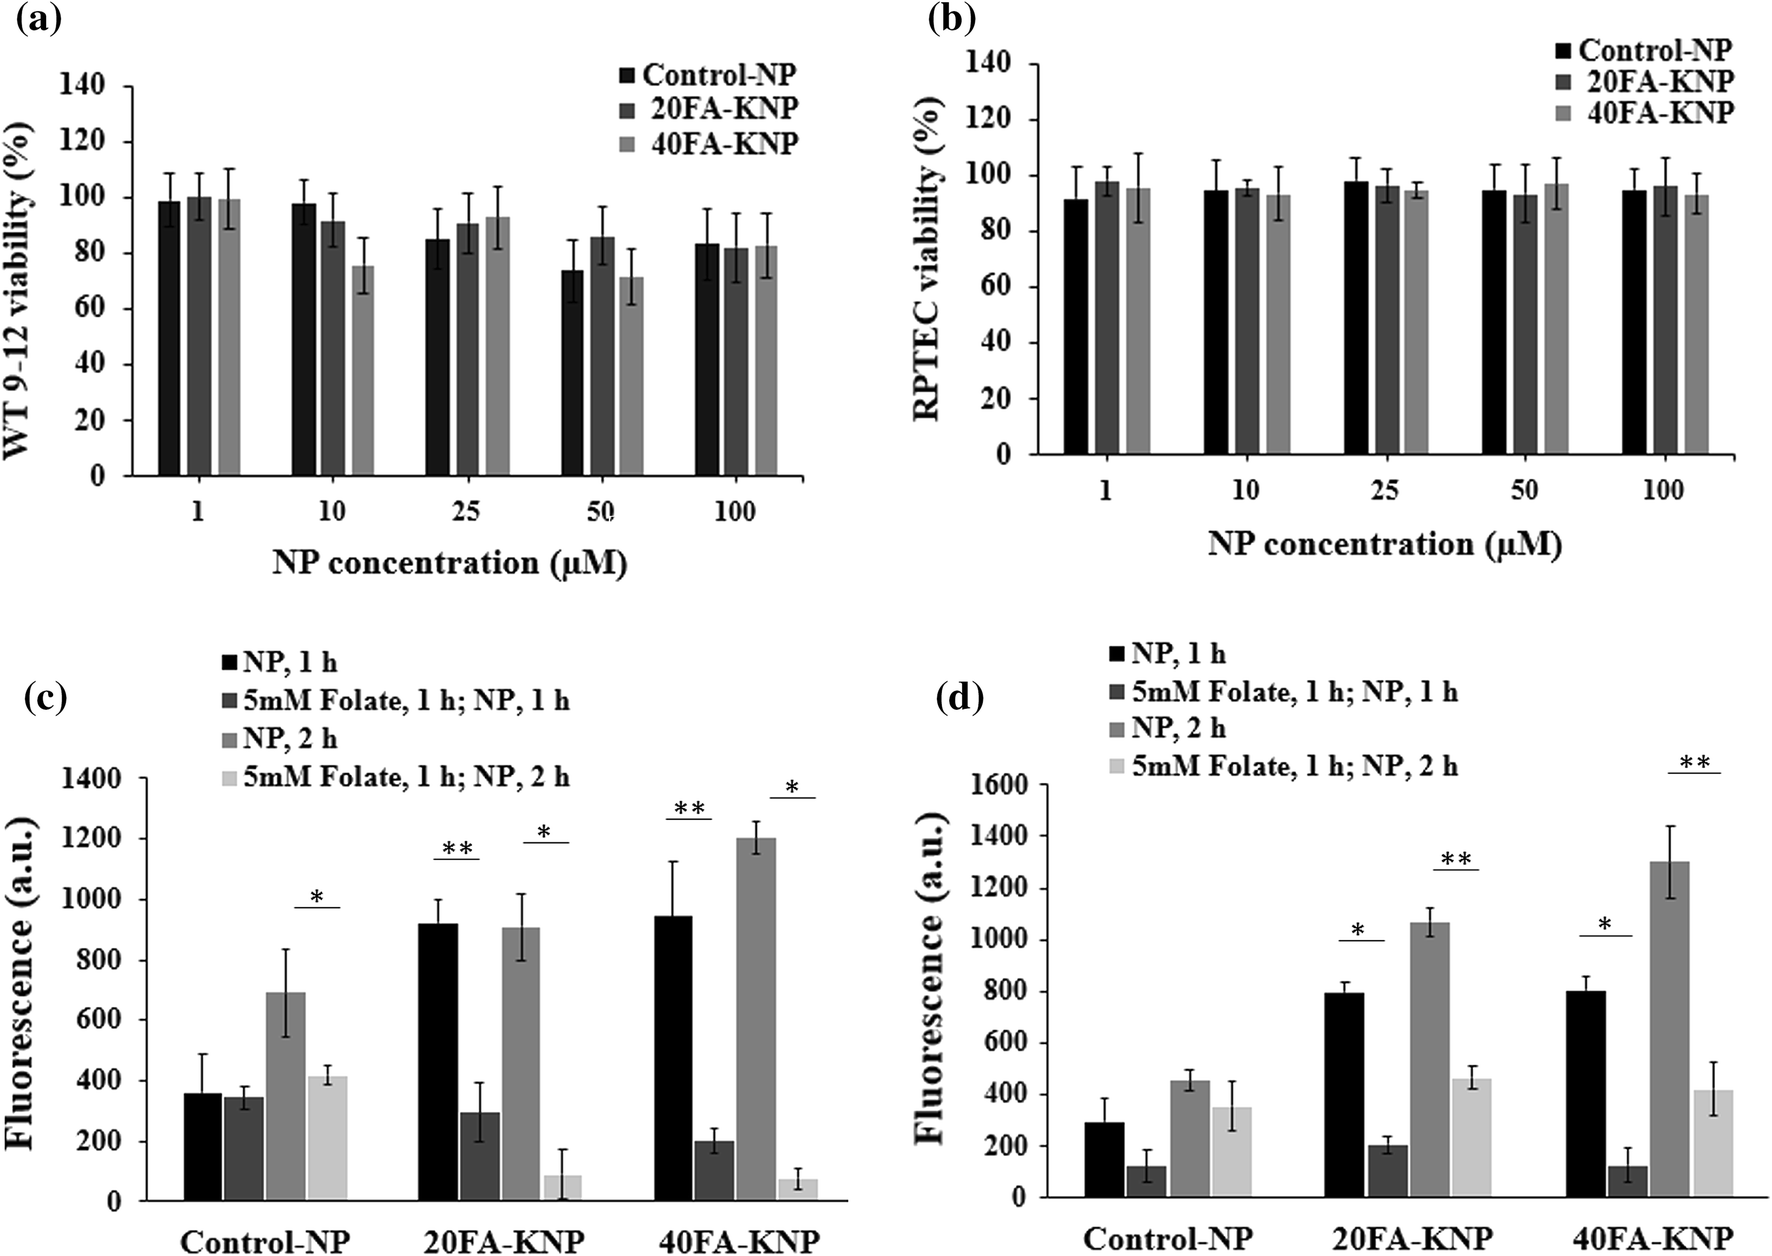 (a)
WT 9-12 viability (%)
140
120
100
80
60
40
20
0
Control-NP
20FA-KNP
40FA-KNP
1 10 25 50 100
NP concentration (μM)
(b)
RPTEC viability (%)
140
120
100
80
60
40
20
0
Control-NP
20FA-KNP
40FA-KNP
1 10 25 50 100
NP concentration (μM)
(c)
NP, 1 h
5mM Folate, 1 h; NP, 1 h
NP, 2 h
5mM Folate, 1 h; NP, 2 h
Fluorescence (a.u.)
1400
1200
1000
800
600
400
200
0
*
**
*
**
*
Control-NP 20FA-KNP 40FA-KNP
(d)
NP, 1 h
5mM Folate, 1 h; NP, 1 h
NP, 2 h
5mM Folate, 1 h; NP, 2 h
Fluorescence (a.u.)
1600
1400
1200
1000
800
600
400
200
0
*
**
*
**
Control-NP 20FA-KNP 40FA-KNP